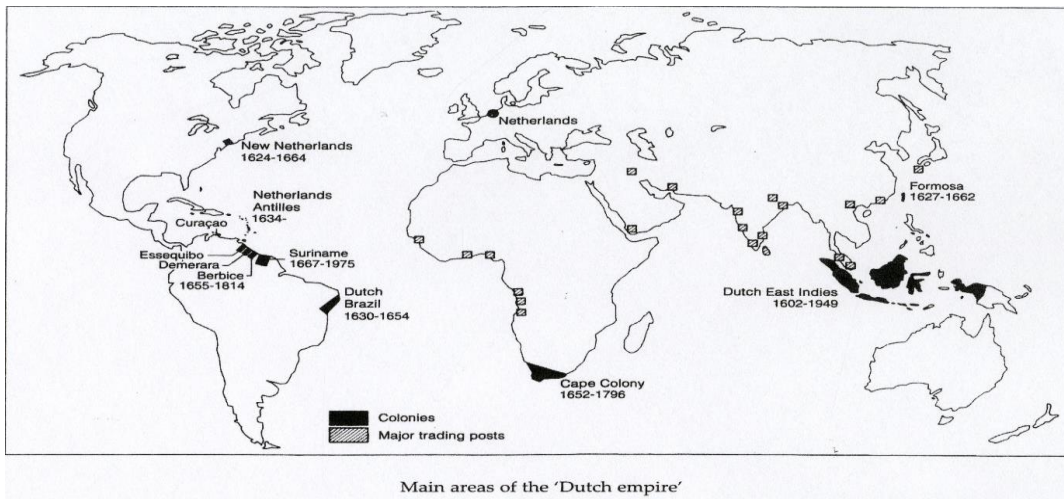 Netherlands
New Netherlands
1624-1664
Netherlands
Antilles
1634-
Curaçao
Essequibo
Demerara
Berbice
1655-1814
Suriname
1667-1975
Dutch
Brazil
1630-1654
Formosa
1627-1662
Dutch East Indies
1602-1949
Cape Colony
1652-1796
Colonies
Major trading posts
Main areas of the ‘Dutch empire’